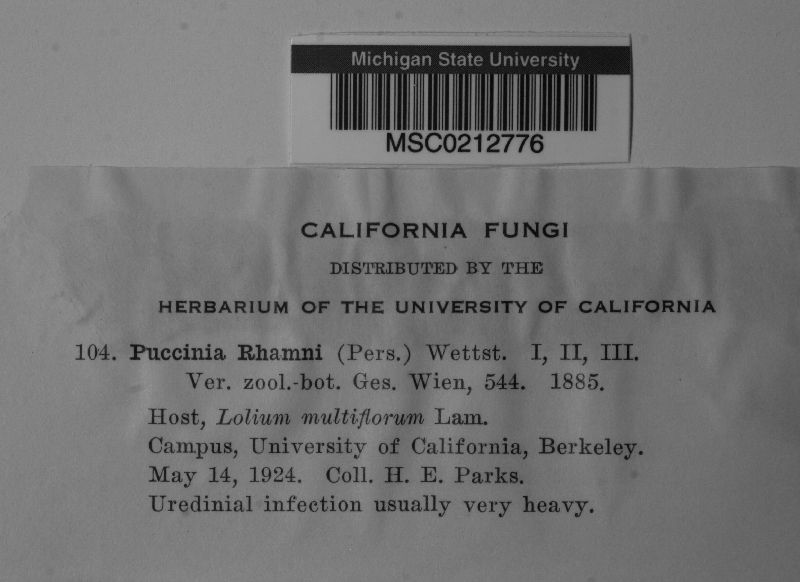 Michigan State University
MSC0212776
CALIFORNIA FUNGI
DISTRIBUTED BY THE
HERBARIUM OF THE UNIVERSITY OF CALIFORNIA
104. Puccinia Rhamni (Pers.) Wettst. I, II, III.
Ver. zool.-bot. Ges. Wien, 544. 1885.
Host, Lolium multiflorum Lam.
Campus, University of California, Berkeley.
May 14, 1924. Coll. H. E. Parks.
Uredinial infection usually very heavy.